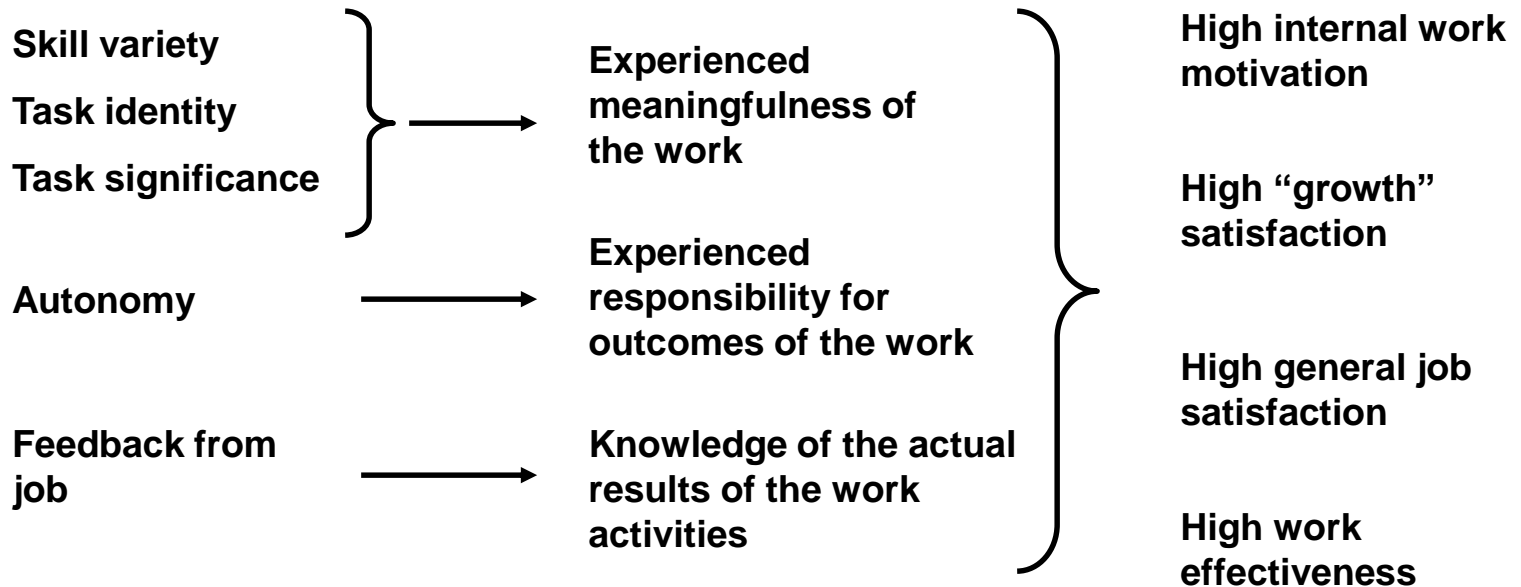 Skill variety
Task identity
Task significance
Autonomy
Feedback from
job
Experienced
meaningfulness of
the work
Experienced
responsibility for
outcomes of the work
Knowledge of the actual
results of the work
activities
High internal work
motivation
High “growth”
satisfaction
High general job
satisfaction
High work
effectiveness